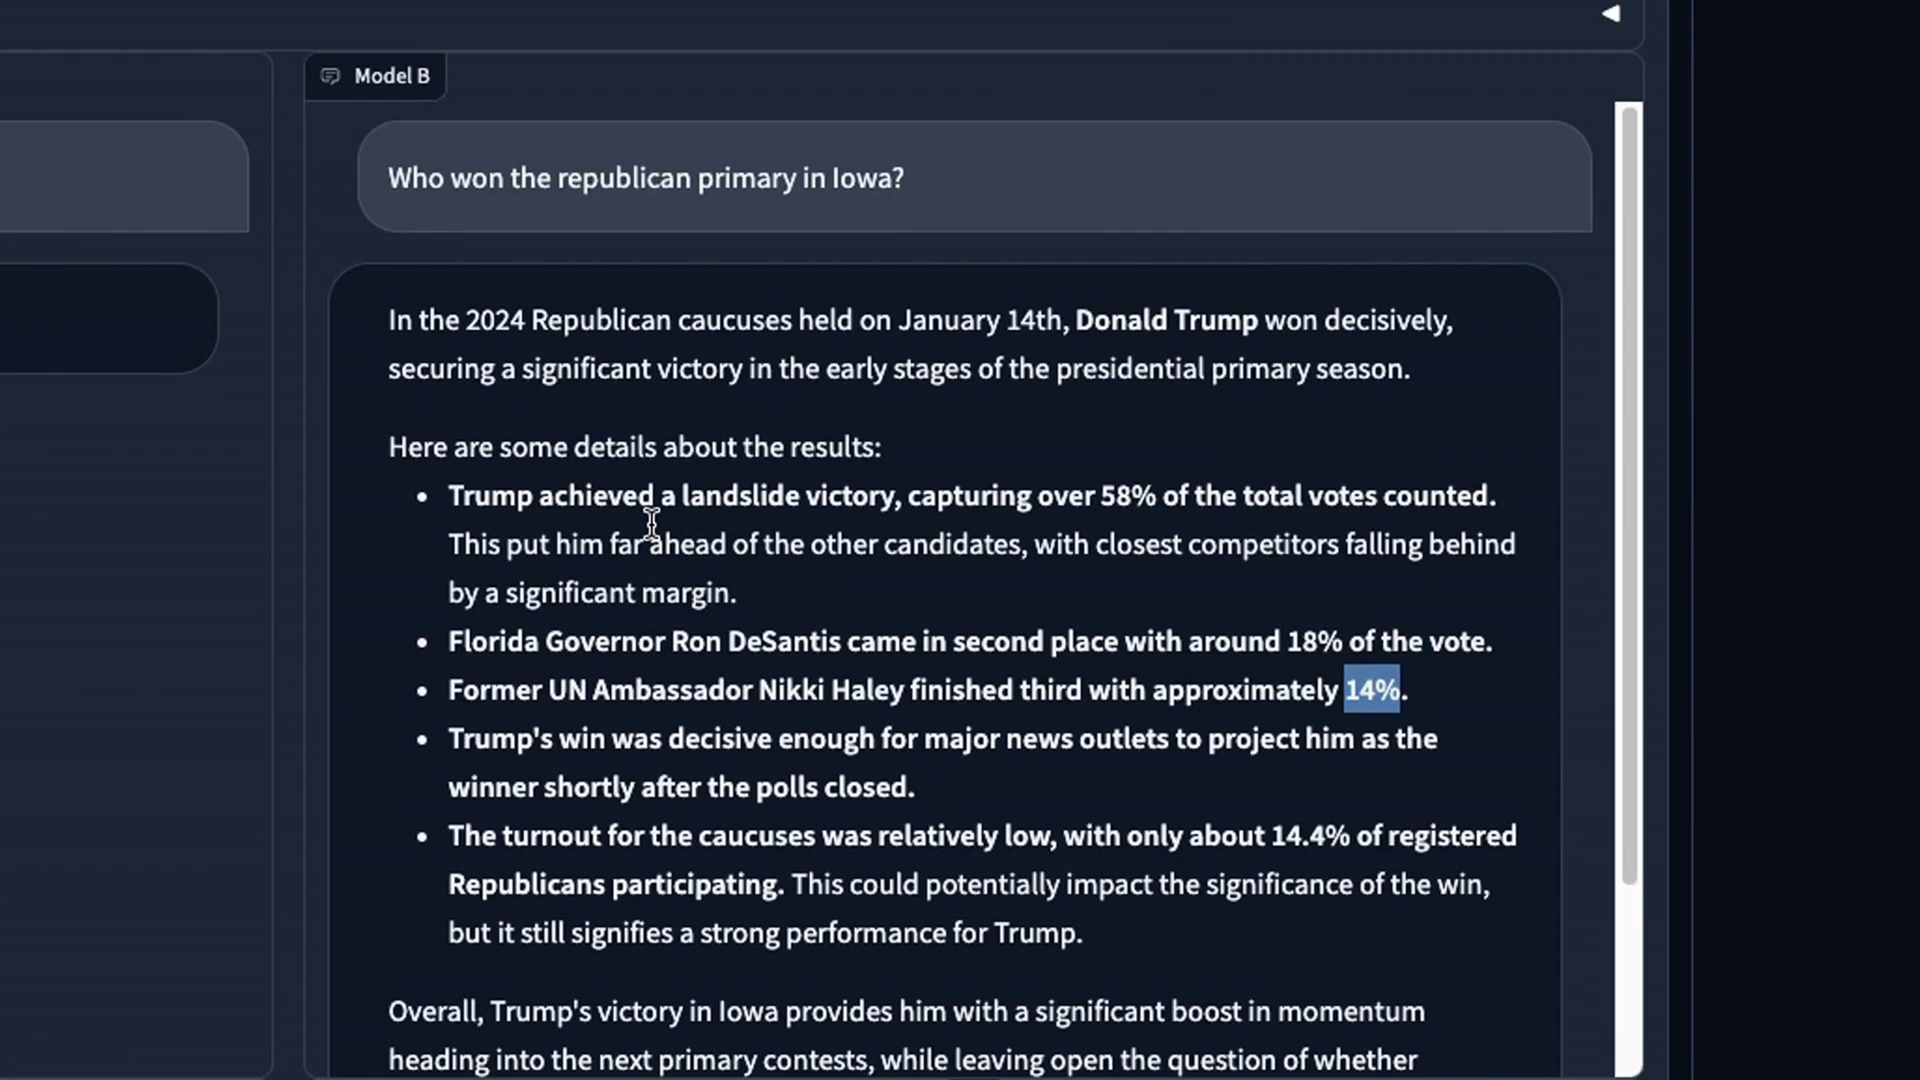 Model B
Who won the republican primary in Iowa?
In the 2024 Republican caucuses held on January 14th, Donald Trump won decisively,
securing a significant victory in the early stages of the presidential primary season.
Here are some details about the results:
• Trump achieved a landslide victory, capturing over 58% of the total votes counted.
This put him far ahead of the other candidates, with closest competitors falling behind
by a significant margin.
• Florida Governor Ron DeSantis came in second place with around 18% of the vote.
• Former UN Ambassador Nikki Haley finished third with approximately 14%.
• Trump's win was decisive enough for major news outlets to project him as the
winner shortly after the polls closed.
• The turnout for the caucuses was relatively low, with only about 14.4% of registered
Republicans participating. This could potentially impact the significance of the win,
but it still signifies a strong performance for Trump.
Overall, Trump's victory in Iowa provides him with a significant boost in momentum
heading into the next primary contests, while leaving open the question of whether